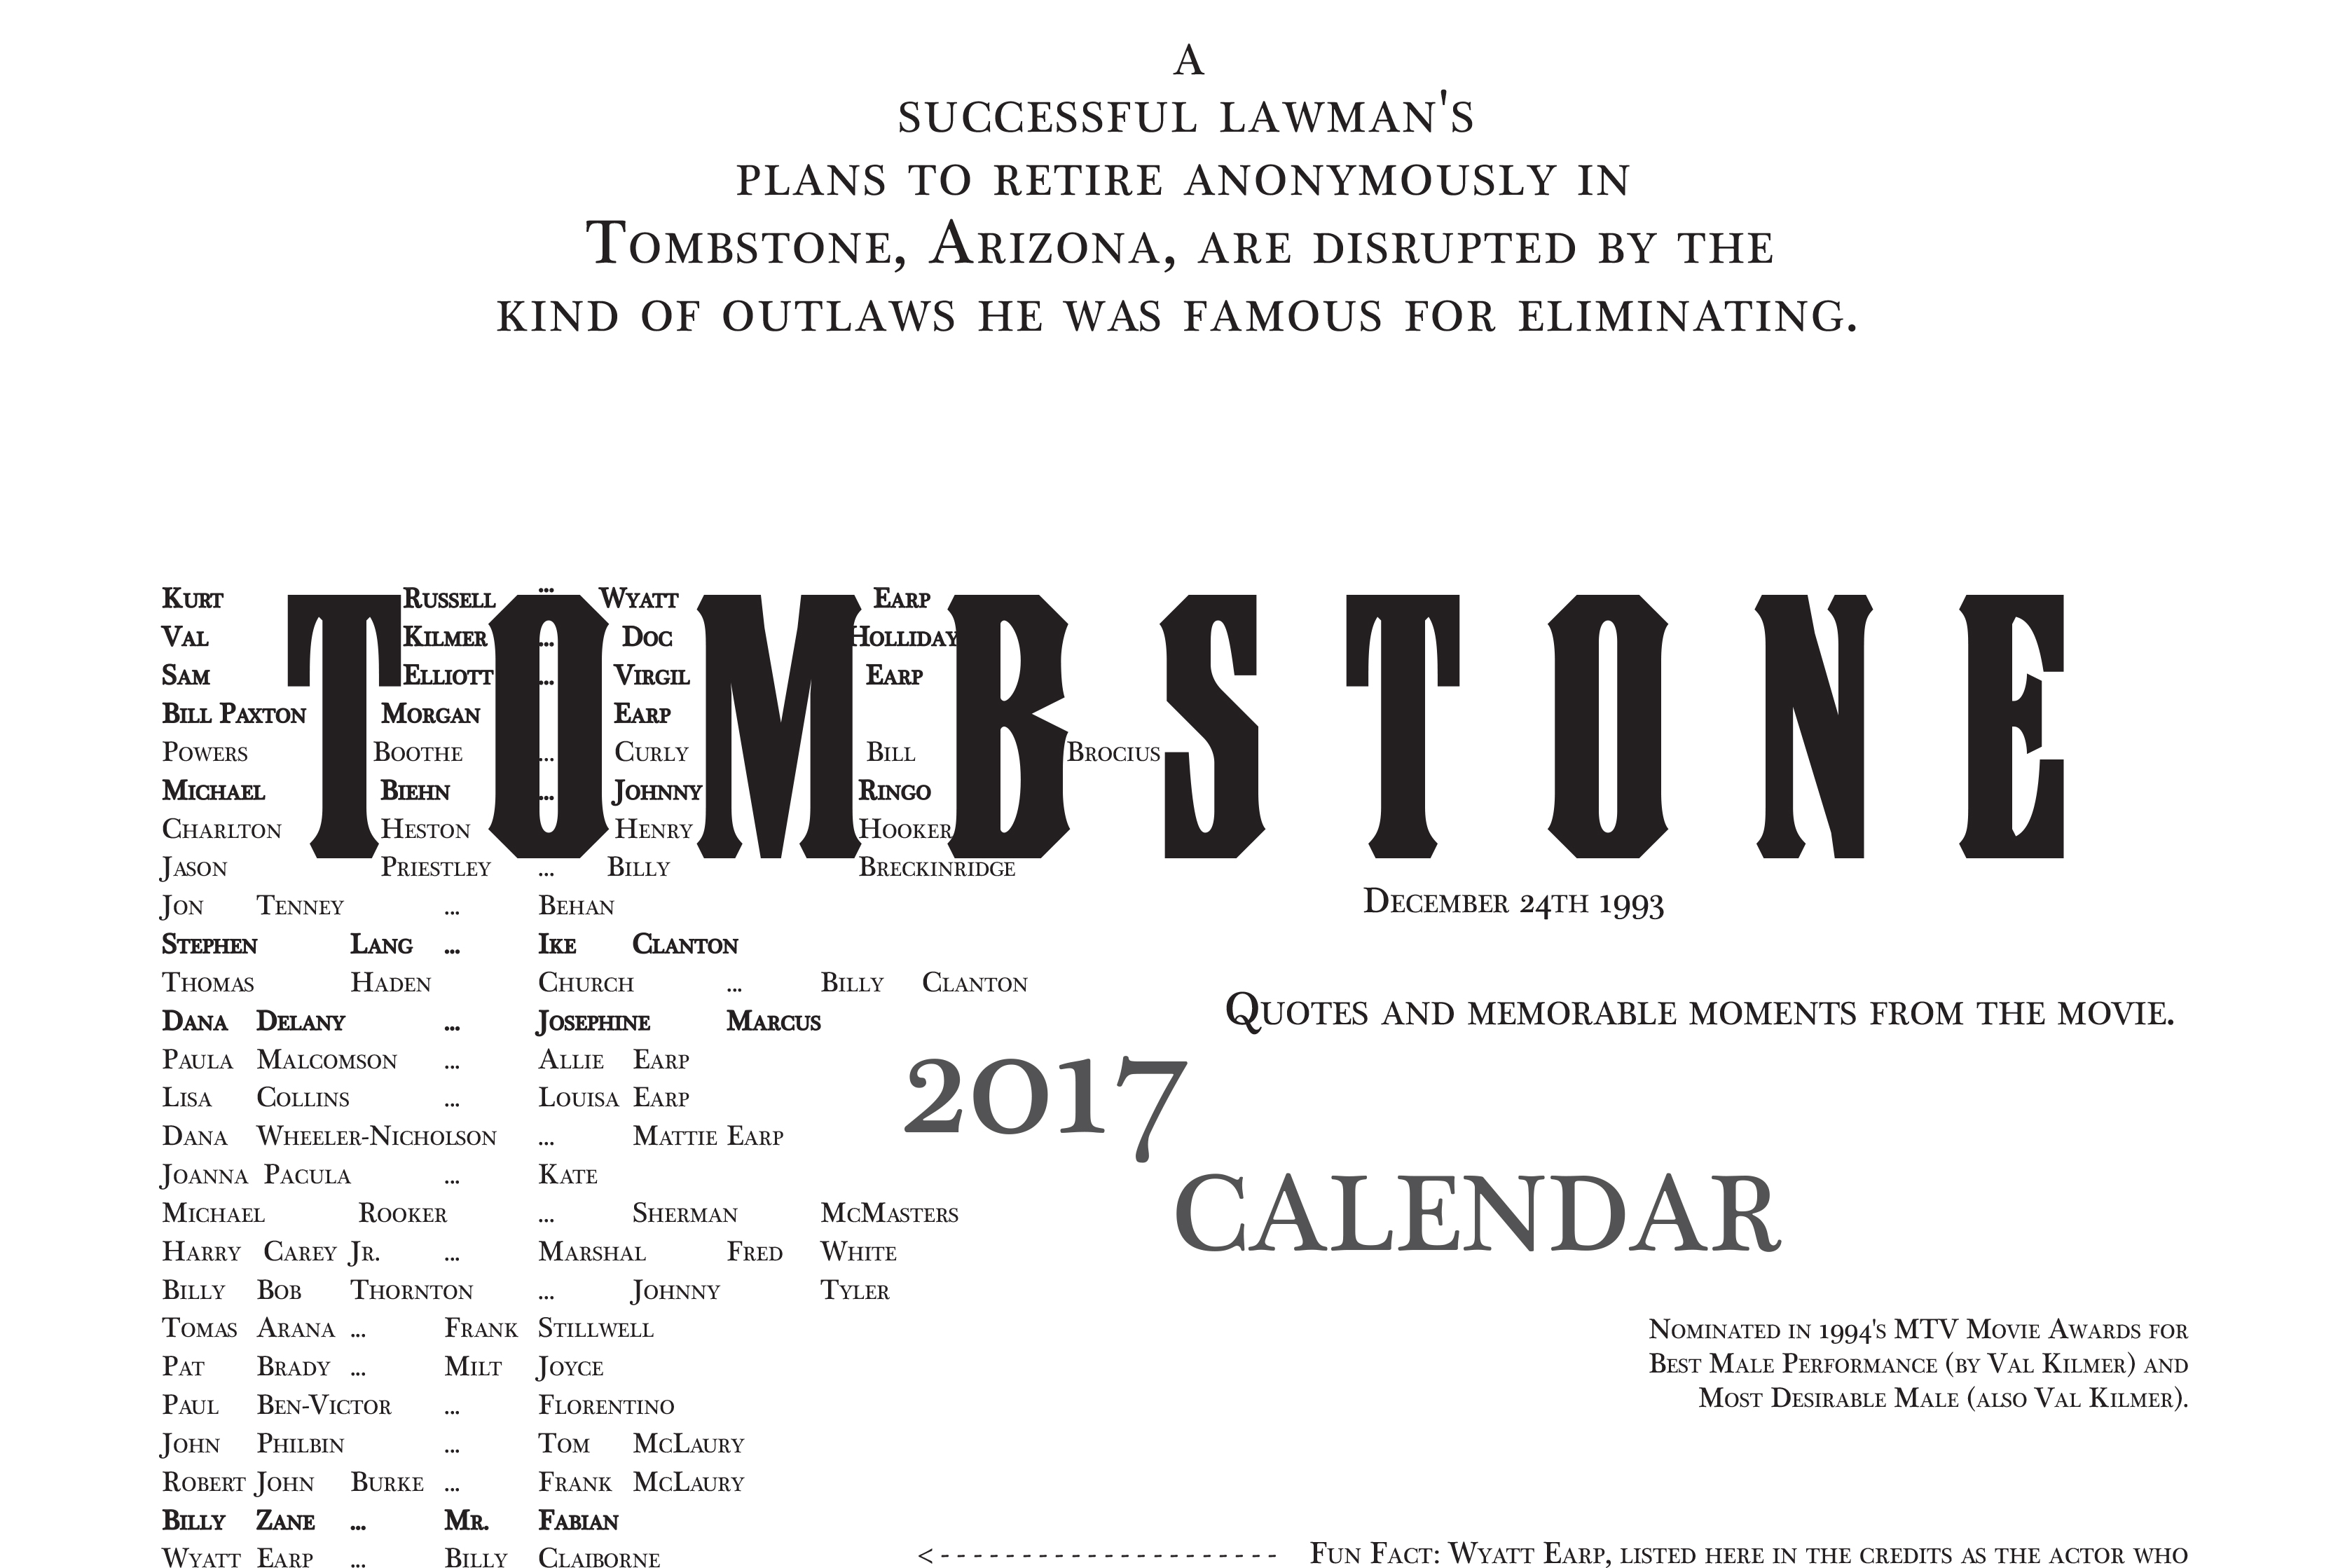 A
SUCCESSFUL LAWMAN'S
PLANS TO RETIRE ANONYMOUSLY IN
TOMBSTONE, ARIZONA, ARE DISRUPTED BY THE
KIND OF OUTLAWS HE WAS FAMOUS FOR ELIMINATING.
TOMBSTONE
KURT RUSSELL ... WYATT EARP
VAL KILMER ... DOC HOLLIDAY
SAM ELLIOTT ... VIRGIL EARP
BILL PAXTON MORGAN EARP
POWERS BOOTHE ... CURLY BILL BROCIUS
MICHAEL BIEHN ... JOHNNY RINGO
CHARLTON HESTON HENRY HOOKER
JASON PRIESTLEY ... BILLY BRECKINRIDGE
JON TENNEY ... BEHAN
STEPHEN LANG ... IKE CLANTON
THOMAS HADEN CHURCH ... BILLY CLANTON
DANA DELANY ... JOSEPHINE MARCUS
PAULA MALCOMSON ... ALLIE EARP
LISA COLLINS ... LOUISA EARP
DANA WHEELER-NICHOLSON ... MATTIE EARP
JOANNA PACULA ... KATE
MICHAEL ROOKER ... SHERMAN MCMASTERS
HARRY CAREY JR. ... MARSHAL FRED WHITE
BILLY BOB THORNTON ... JOHNNY TYLER
TOMAS ARANA ... FRANK STILLWELL
PAT BRADY ... MILT JOYCE
PAUL BEN-VICTOR ... FLORENTINO
JOHN PHILBIN ... TOM MCLAURY
ROBERT JOHN BURKE ... FRANK MCLAURY
BILLY ZANE ... MR. FABIAN
WYATT EARP ... BILLY CLAIBORNE
DECEMBER 24TH 1993
QUOTES AND MEMORABLE MOMENTS FROM THE MOVIE.
2017
CALENDAR
NOMINATED IN 1994'S MTV MOVIE AWARDS FOR
BEST MALE PERFORMANCE (BY VAL KILMER) AND
MOST DESIRABLE MALE (ALSO VAL KILMER).
<--------------------- FUN FACT: WYATT EARP, LISTED HERE IN THE CREDITS AS THE ACTOR WHO